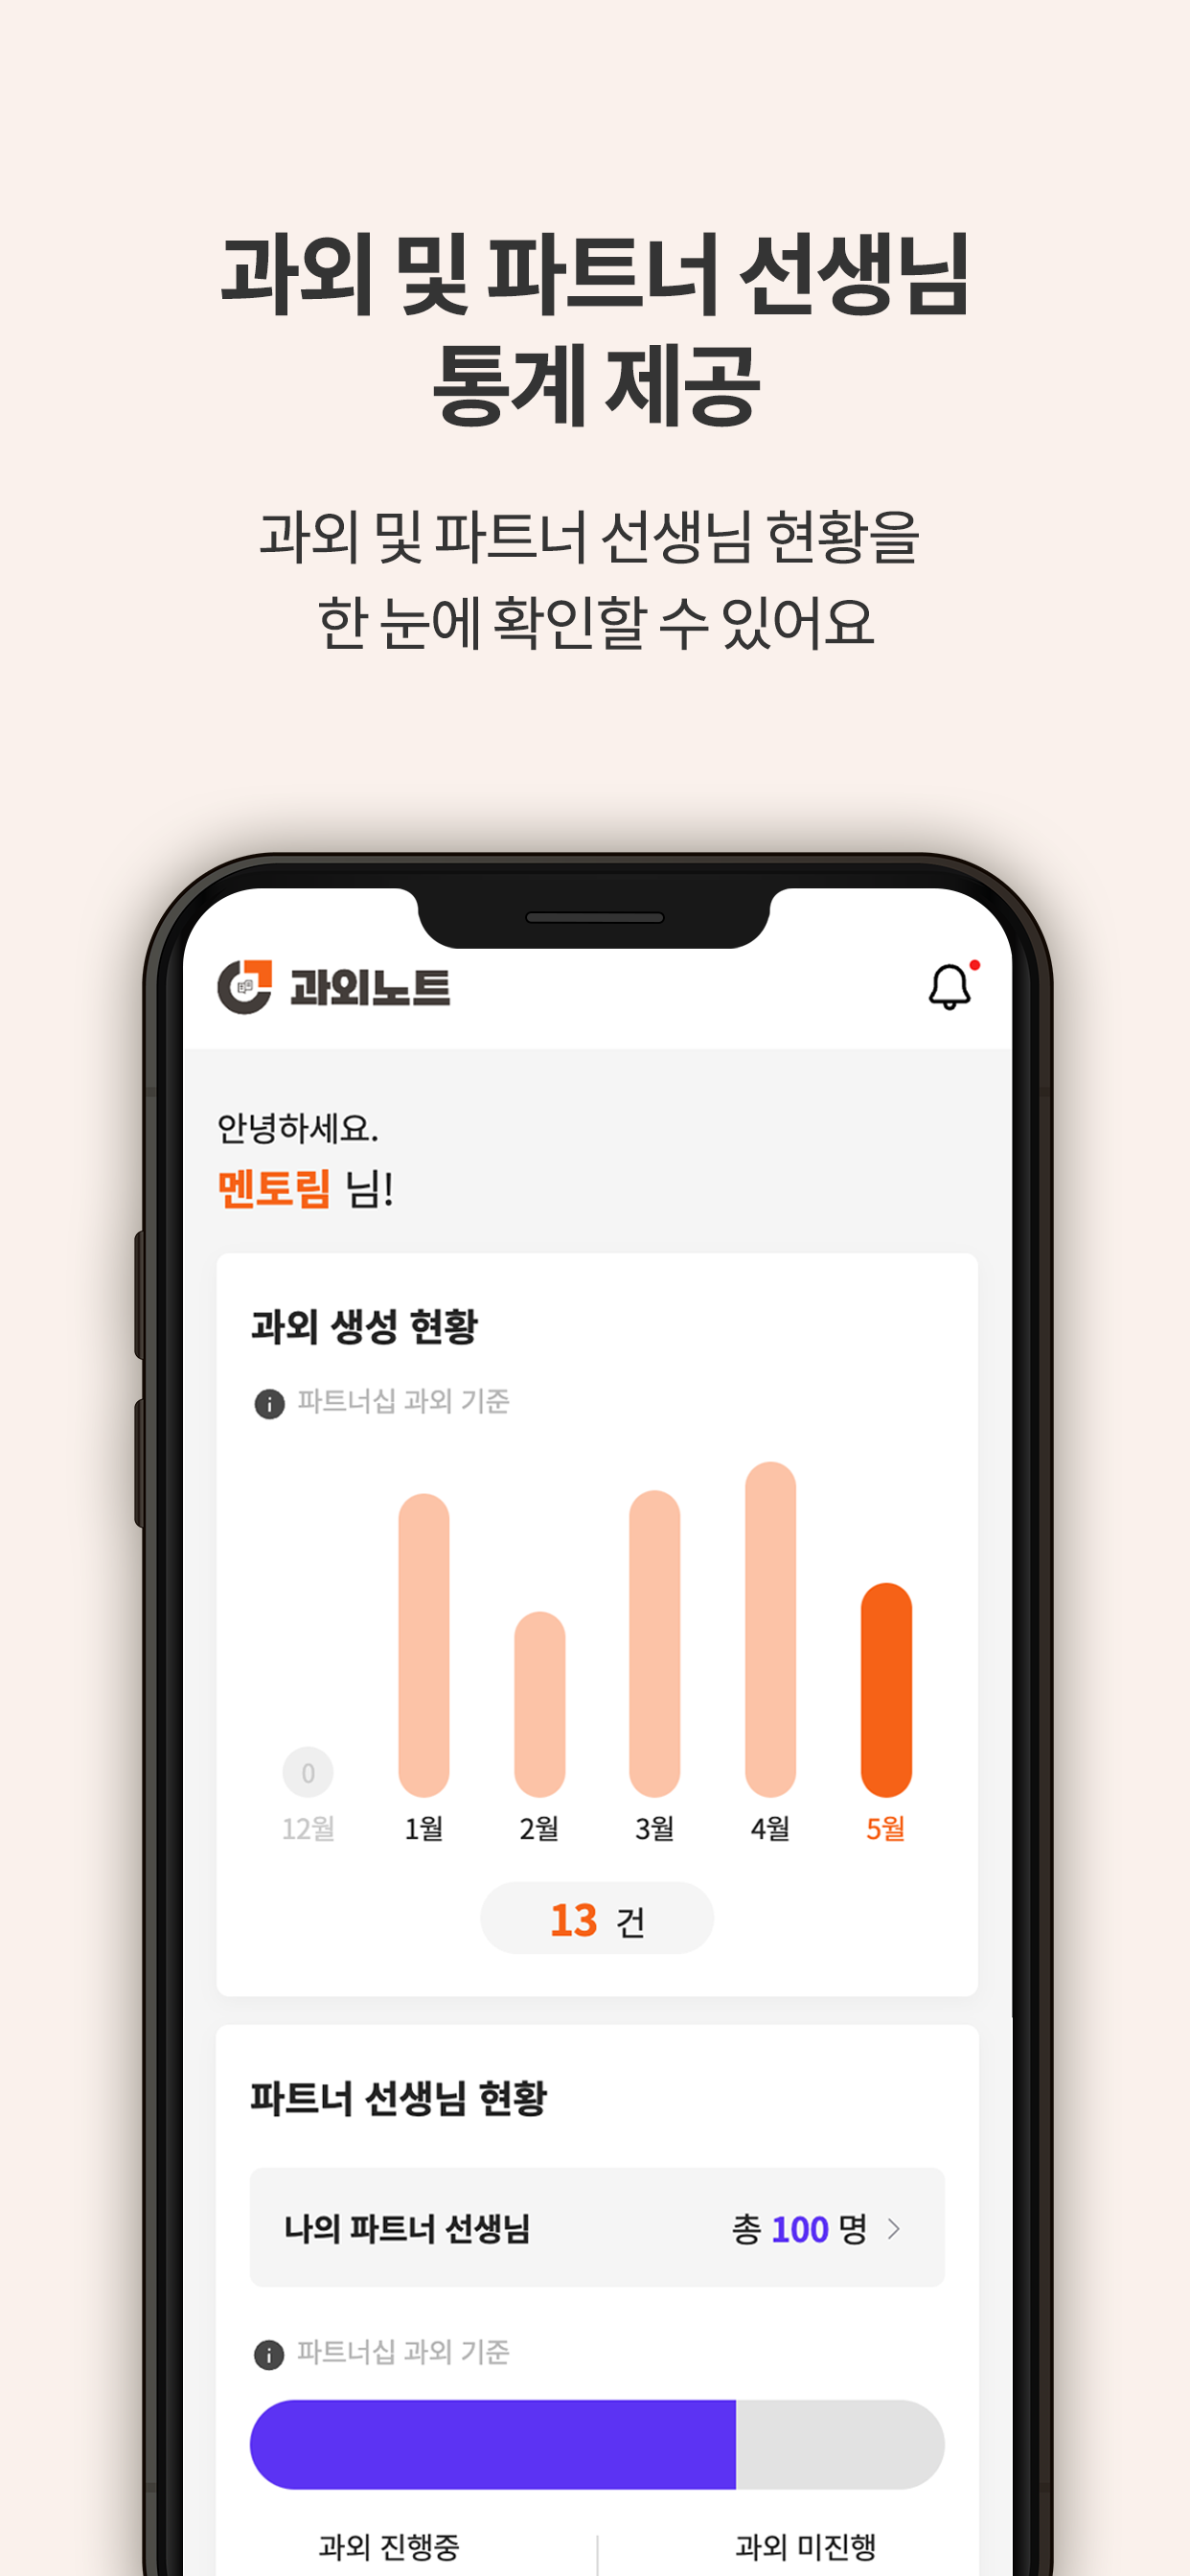 과외 및 파트너 선생님
통계 제공
과외 및 파트너 선생님 현황을
한 눈에 확인할 수 있어요
과외노트
안녕하세요.
멘토림 님!
과외 생성 현황
파트너십 과외 기준
0
12월 1월 2월 3월 4월 5월
13 건
파트너 선생님 현황
나의 파트너 선생님 총 100 명
파트너십 과외 기준
과외 진행중 과외 미진행